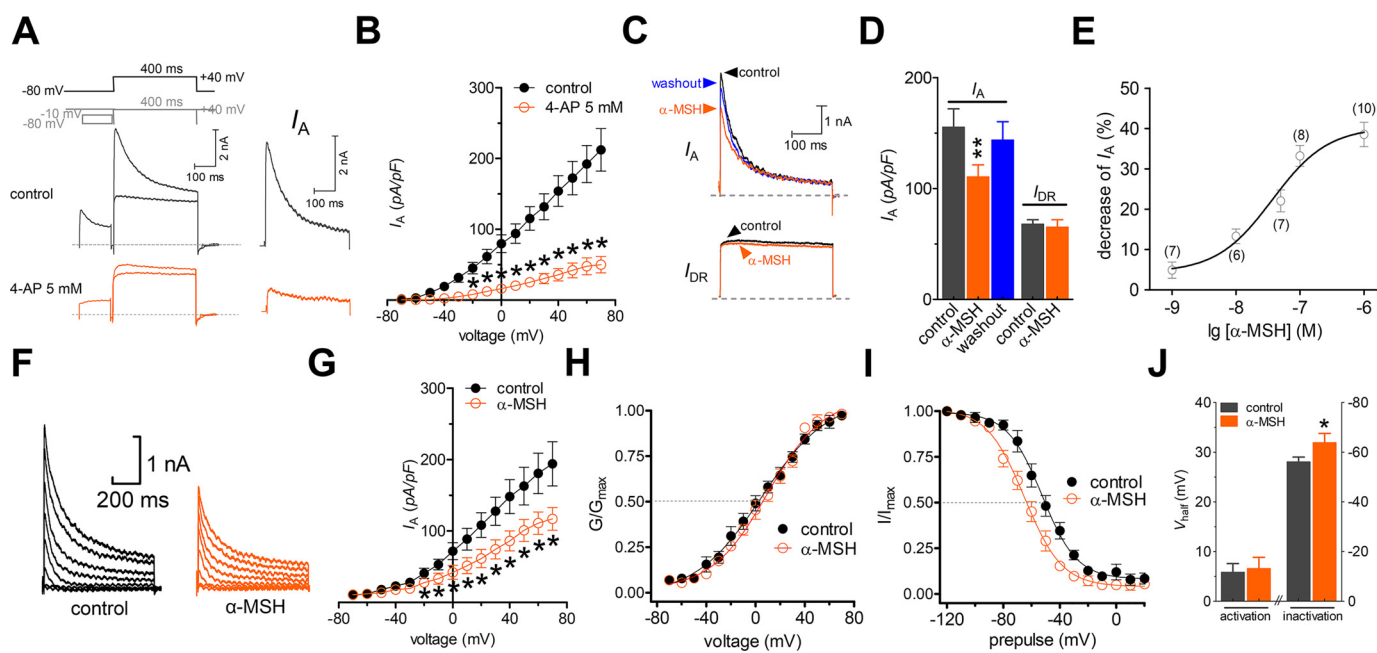 A
400 ms
+40 mV
-80 mV
400 ms
-10 mV
+40 mV
-80 mV
2 nA
100 ms
control
4-AP 5 mM
I_A
2 nA
100 ms
B
300
200
100
I_A (pA/pF)
control
4-AP 5 mM
* * * * * * * * * *
-80 -40 0 40 80
voltage (mV)
C
washout
control
α-MSH
1 nA
100 ms
I_A
control
α-MSH
I_DR
D
200
150
100
50
0
I_A (pA/pF)
I_A
**
I_DR
control
α-MSH
washout
control
α-MSH
E
50
40
30
20
10
0
decrease of I_A (%)
(7)
(6)
(7)
(8)
(10)
-9 -8 -7 -6
lg [α-MSH] (M)
F
1 nA
200 ms
control
α-MSH
G
300
200
100
I_A (pA/pF)
control
α-MSH
* * * * * * * * * *
-80 -40 0 40 80
voltage (mV)
H
1.00
0.75
0.50
0.25
0.00
G/G_max
control
α-MSH
-80 -40 0 40 80
voltage (mV)
I
1.00
0.75
0.50
0.25
0.00
I/I_max
control
α-MSH
-120 -80 -40 0
prepulse (mV)
J
40
30
20
10
0
V_half (mV)
control
α-MSH
*
-80
-60
-40
-20
0
activation
//
inactivation